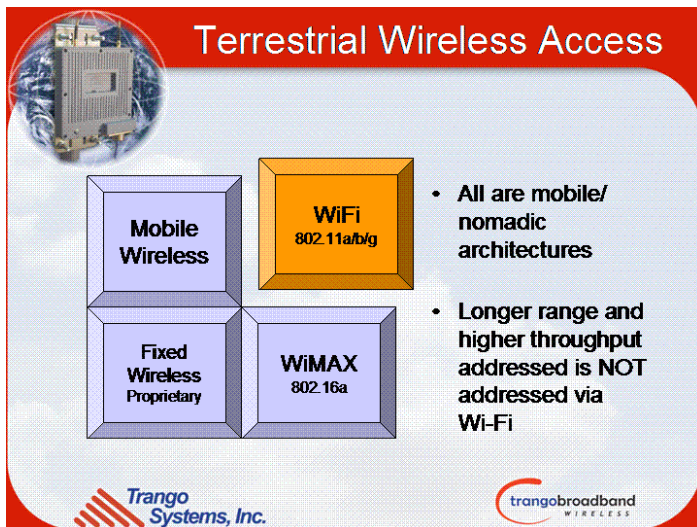 Terrestrial Wireless Access
Mobile
Wireless
WiFi
802.11a/b/g
Fixed
Wireless
Proprietary
WiMAX
802.16a
• All are mobile/
nomadic
architectures
• Longer range and
higher throughput
addressed is NOT
addressed via
Wi-Fi
Trango
Systems, Inc.
trangobroadband
WIRELESS